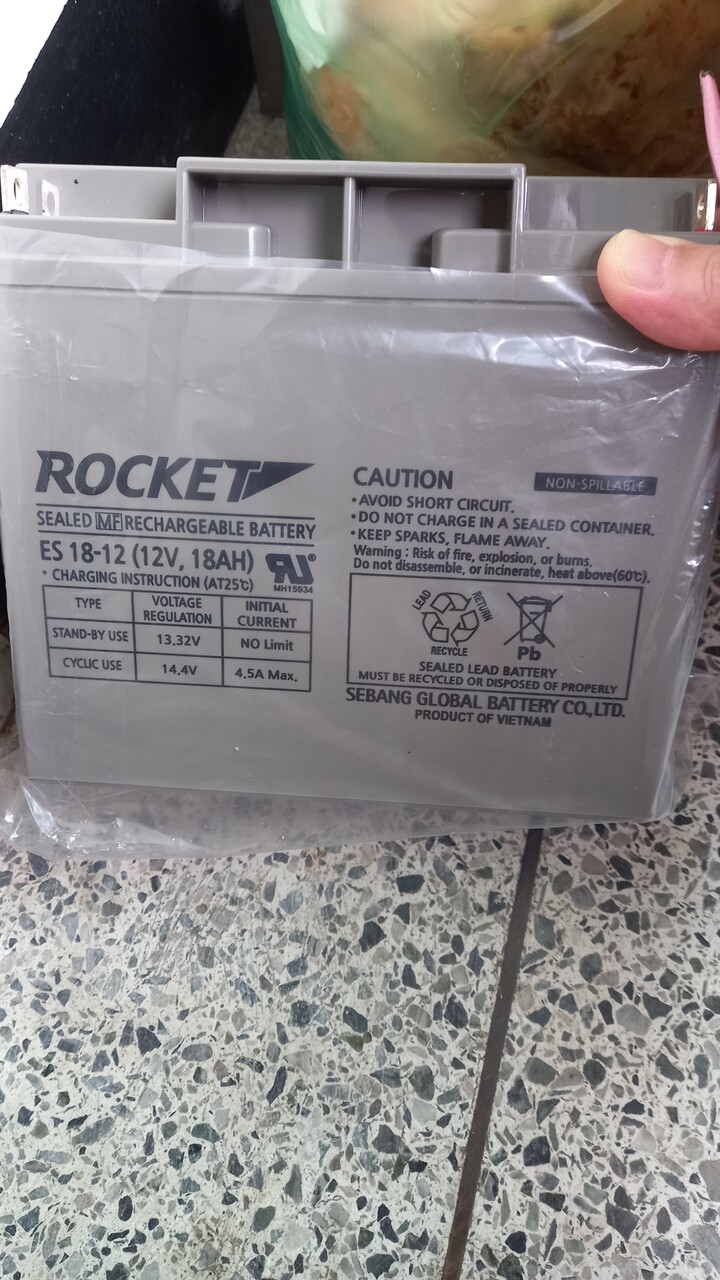 ROCKET
SEALED MF RECHARGEABLE BATTERY
ES 18-12 (12V, 18AH)
MH15934
* CHARGING INSTRUCTION (AT25℃)
TYPE VOLTAGE REGULATION INITIAL CURRENT
STAND-BY USE 13.32V NO Limit
CYCLIC USE 14.4V 4.5A Max.
CAUTION NON-SPILLABLE
•AVOID SHORT CIRCUIT.
•DO NOT CHARGE IN A SEALED CONTAINER.
•KEEP SPARKS, FLAME AWAY.
Warning : Risk of fire, explosion, or burns.
Do not disassemble, or incinerate, heat above(60℃).
LEAD RETURN
RECYCLE
Pb
SEALED LEAD BATTERY
MUST BE RECYCLED OR DISPOSED OF PROPERLY
SEBANG GLOBAL BATTERY CO.,LTD.
PRODUCT OF VIETNAM